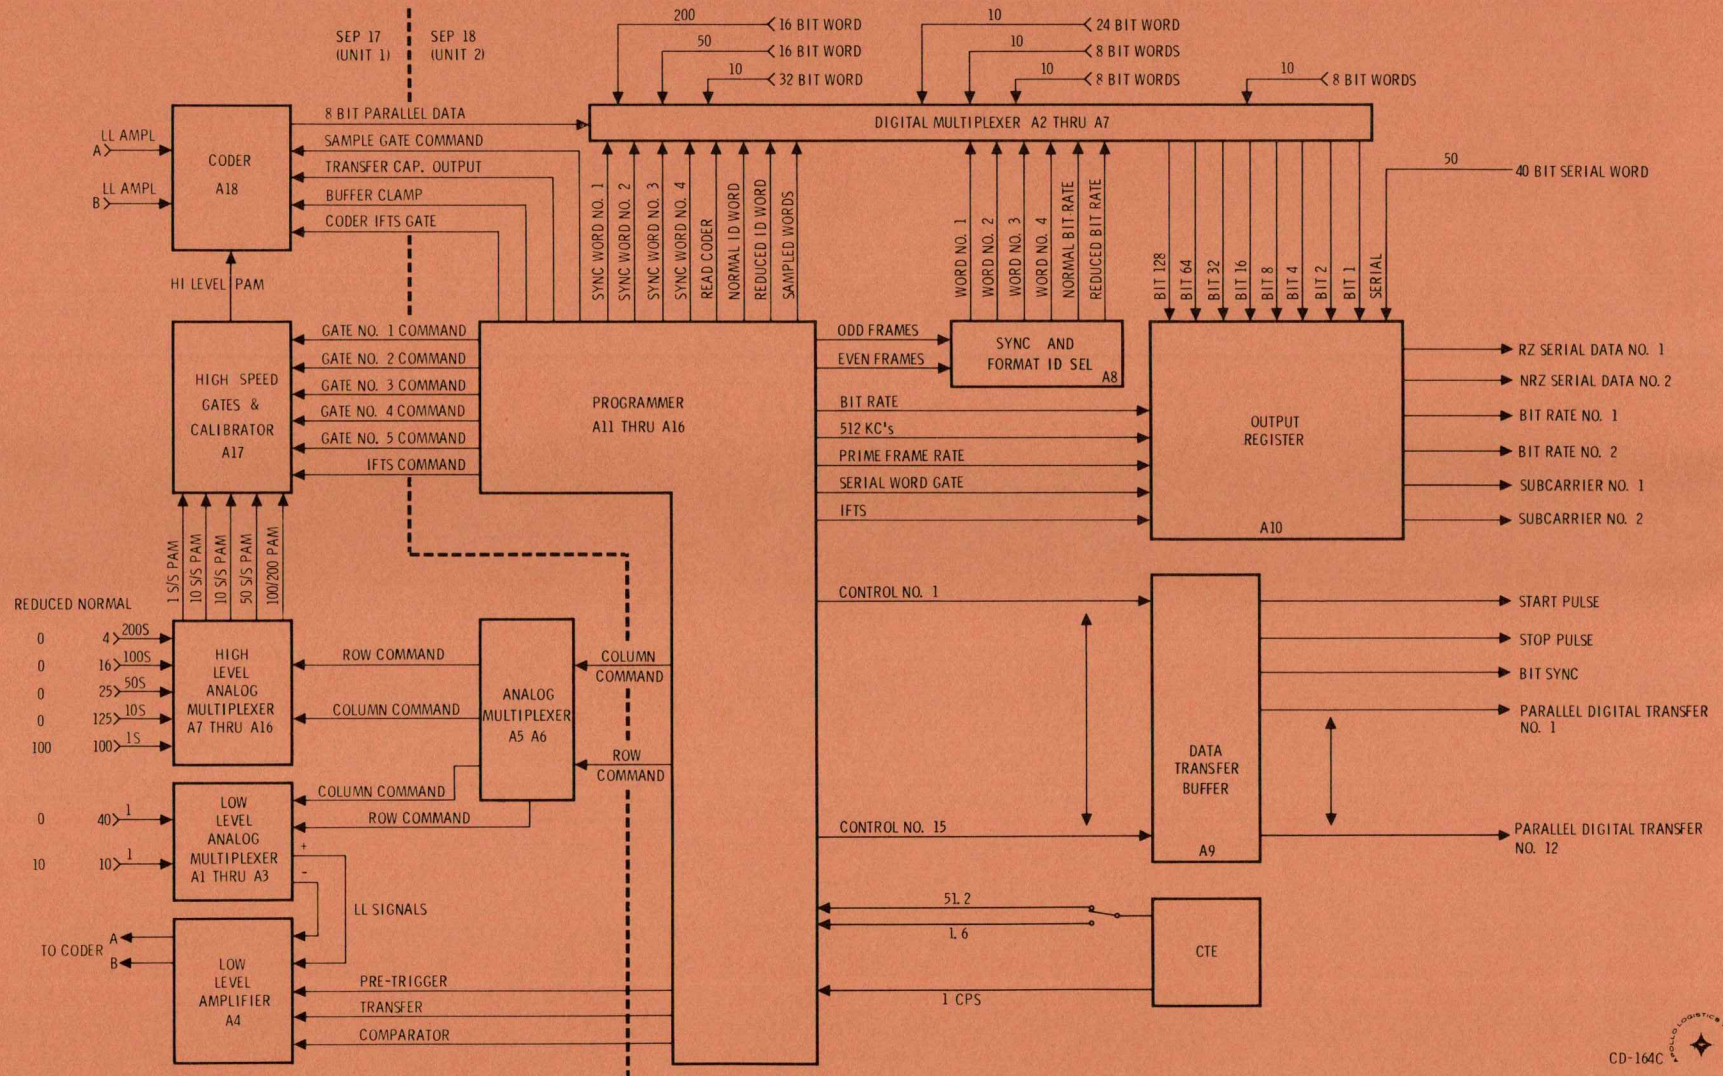 SEP 17
(UNIT 1)
SEP 18
(UNIT 2)
200
16 BIT WORD
50
16 BIT WORD
10
32 BIT WORD
10
24 BIT WORD
10
8 BIT WORDS
10
8 BIT WORDS
10
8 BIT WORDS
DIGITAL MULTIPLEXER A2 THRU A7
50
40 BIT SERIAL WORD
LL AMPL
A
LL AMPL
B
CODER
A18
8 BIT PARALLEL DATA
SAMPLE GATE COMMAND
TRANSFER CAP. OUTPUT
BUFFER CLAMP
CODER IFTS GATE
HI LEVEL PAM
SYNC WORD NO. 1
SYNC WORD NO. 2
SYNC WORD NO. 3
SYNC WORD NO. 4
READ CODER
NORMAL ID WORD
REDUCED ID WORD
SAMPLED WORDS
WORD NO. 1
WORD NO. 2
WORD NO. 3
WORD NO. 4
NORMAL BIT RATE
REDUCED BIT RATE
BIT 128
BIT 64
BIT 32
BIT 16
BIT 8
BIT 4
BIT 2
BIT 1
SERIAL
HIGH SPEED
GATES &
CALIBRATOR
A17
GATE NO. 1 COMMAND
GATE NO. 2 COMMAND
GATE NO. 3 COMMAND
GATE NO. 4 COMMAND
GATE NO. 5 COMMAND
IFTS COMMAND
PROGRAMMER
A11 THRU A16
ODD FRAMES
EVEN FRAMES
SYNC AND
FORMAT ID SEL
A8
BIT RATE
512 KC's
PRIME FRAME RATE
SERIAL WORD GATE
IFTS
OUTPUT
REGISTER
A10
RZ SERIAL DATA NO. 1
NRZ SERIAL DATA NO. 2
BIT RATE NO. 1
BIT RATE NO. 2
SUBCARRIER NO. 1
SUBCARRIER NO. 2
1 S/S PAM
10 S/S PAM
10 S/S PAM
50 S/S PAM
100/200 PAM
REDUCED NORMAL
0 4 200S
0 16 100S
0 25 50S
0 125 10S
100 100 1S
HIGH
LEVEL
ANALOG
MULTIPLEXER
A7 THRU A16
ROW COMMAND
COLUMN COMMAND
ANALOG
MULTIPLEXER
A5 A6
COLUMN
COMMAND
ROW
COMMAND
CONTROL NO. 1
CONTROL NO. 15
DATA
TRANSFER
BUFFER
A9
START PULSE
STOP PULSE
BIT SYNC
PARALLEL DIGITAL TRANSFER
NO. 1
PARALLEL DIGITAL TRANSFER
NO. 12
0 40 1
10 10 1
LOW
LEVEL
ANALOG
MULTIPLEXER
A1 THRU A3
COLUMN COMMAND
ROW COMMAND
+
-
LL SIGNALS
TO CODER
A
B
LOW
LEVEL
AMPLIFIER
A4
PRE-TRIGGER
TRANSFER
COMPARATOR
51.2
1.6
1 CPS
CTE
APOLLO LOGISTICS
CD-164C